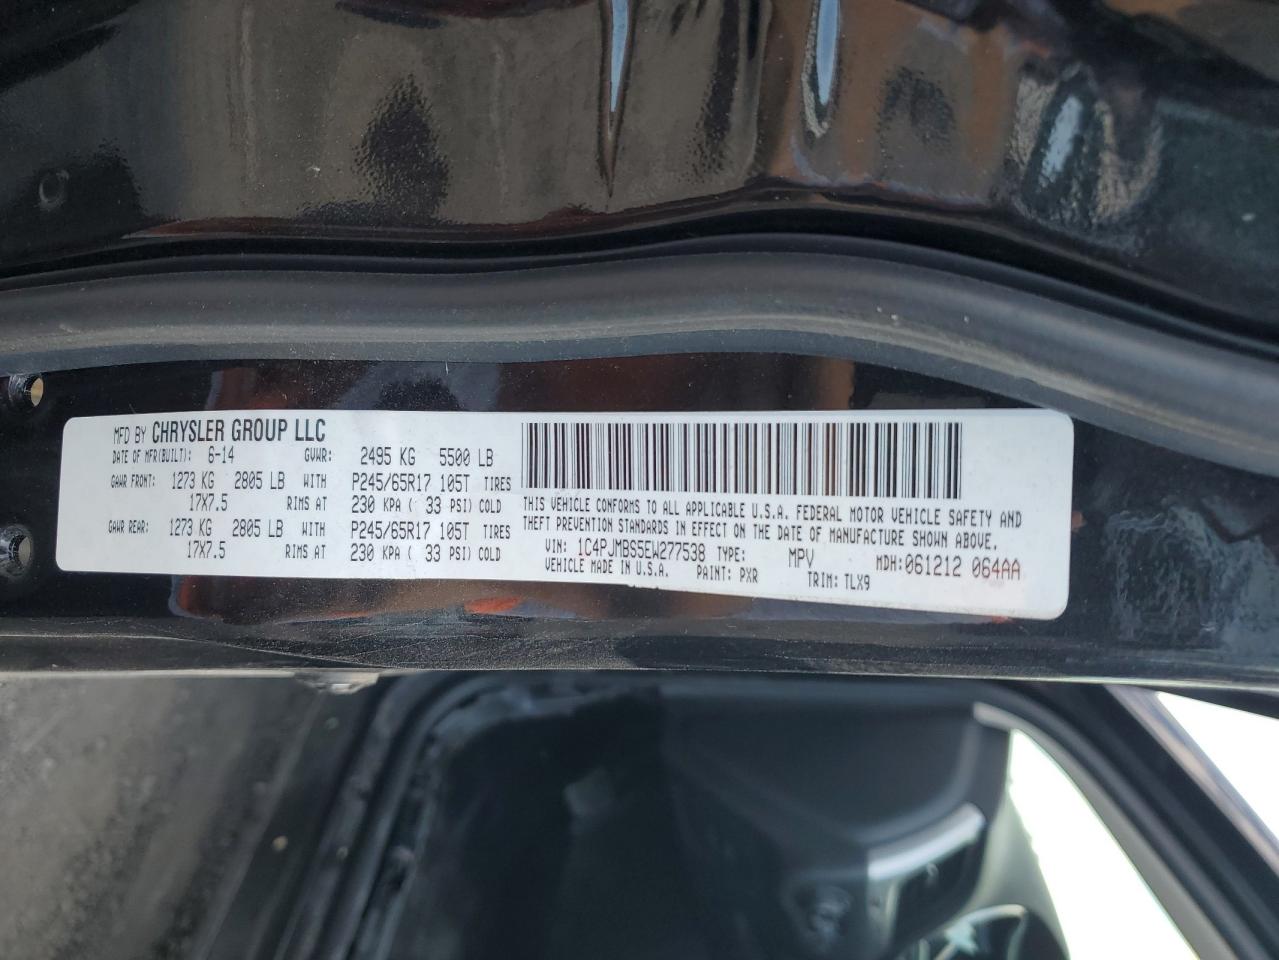 MFD BY CHRYSLER GROUP LLC
DATE OF MFR(BUILT): 6-14 GVWR: 2495 KG 5500 LB
GAWR FRONT: 1273 KG 2805 LB WITH P245/65R17 105T TIRES
17X7.5 RIMS AT 230 KPA ( 33 PSI) COLD
GAWR REAR: 1273 KG 2805 LB WITH P245/65R17 105T TIRES
17X7.5 RIMS AT 230 KPA ( 33 PSI) COLD
THIS VEHICLE CONFORMS TO ALL APPLICABLE U.S.A. FEDERAL MOTOR VEHICLE SAFETY AND
THEFT PREVENTION STANDARDS IN EFFECT ON THE DATE OF MANUFACTURE SHOWN ABOVE.
VIN: 1C4PJMBS5EW277538 TYPE: MPV MDH:061212 064AA
VEHICLE MADE IN U.S.A. PAINT: PXR TRIM: TLX9